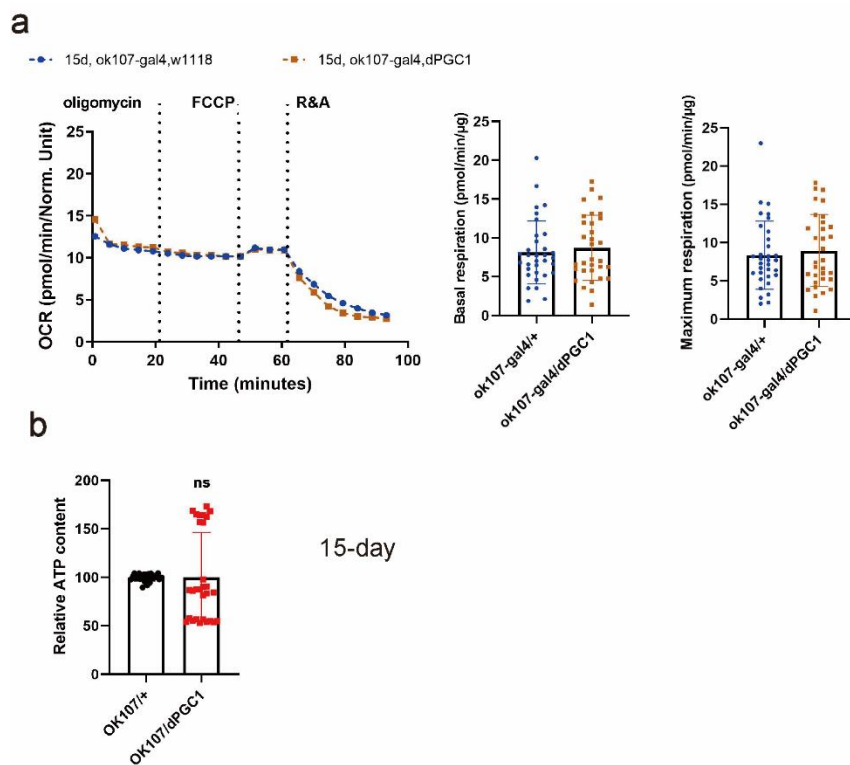 a
15d, ok107-gal4,w1118
15d, ok107-gal4,dPGC1
oligomycin
FCCP
R&A
OCR (pmol/min/Norm. Unit)
25
20
15
10
5
0
0
20
40
60
80
100
Time (minutes)
Basal respiration (pmol/min/µg)
25
20
15
10
5
0
ok107-gal4/+
ok107-gal4/dPGC1
Maximum respiration (pmol/min/µg)
25
20
15
10
5
0
ok107-gal4/+
ok107-gal4/dPGC1
b
ns
Relative ATP content
200
150
100
50
0
OK107/+
OK107/dPGC1
15-day